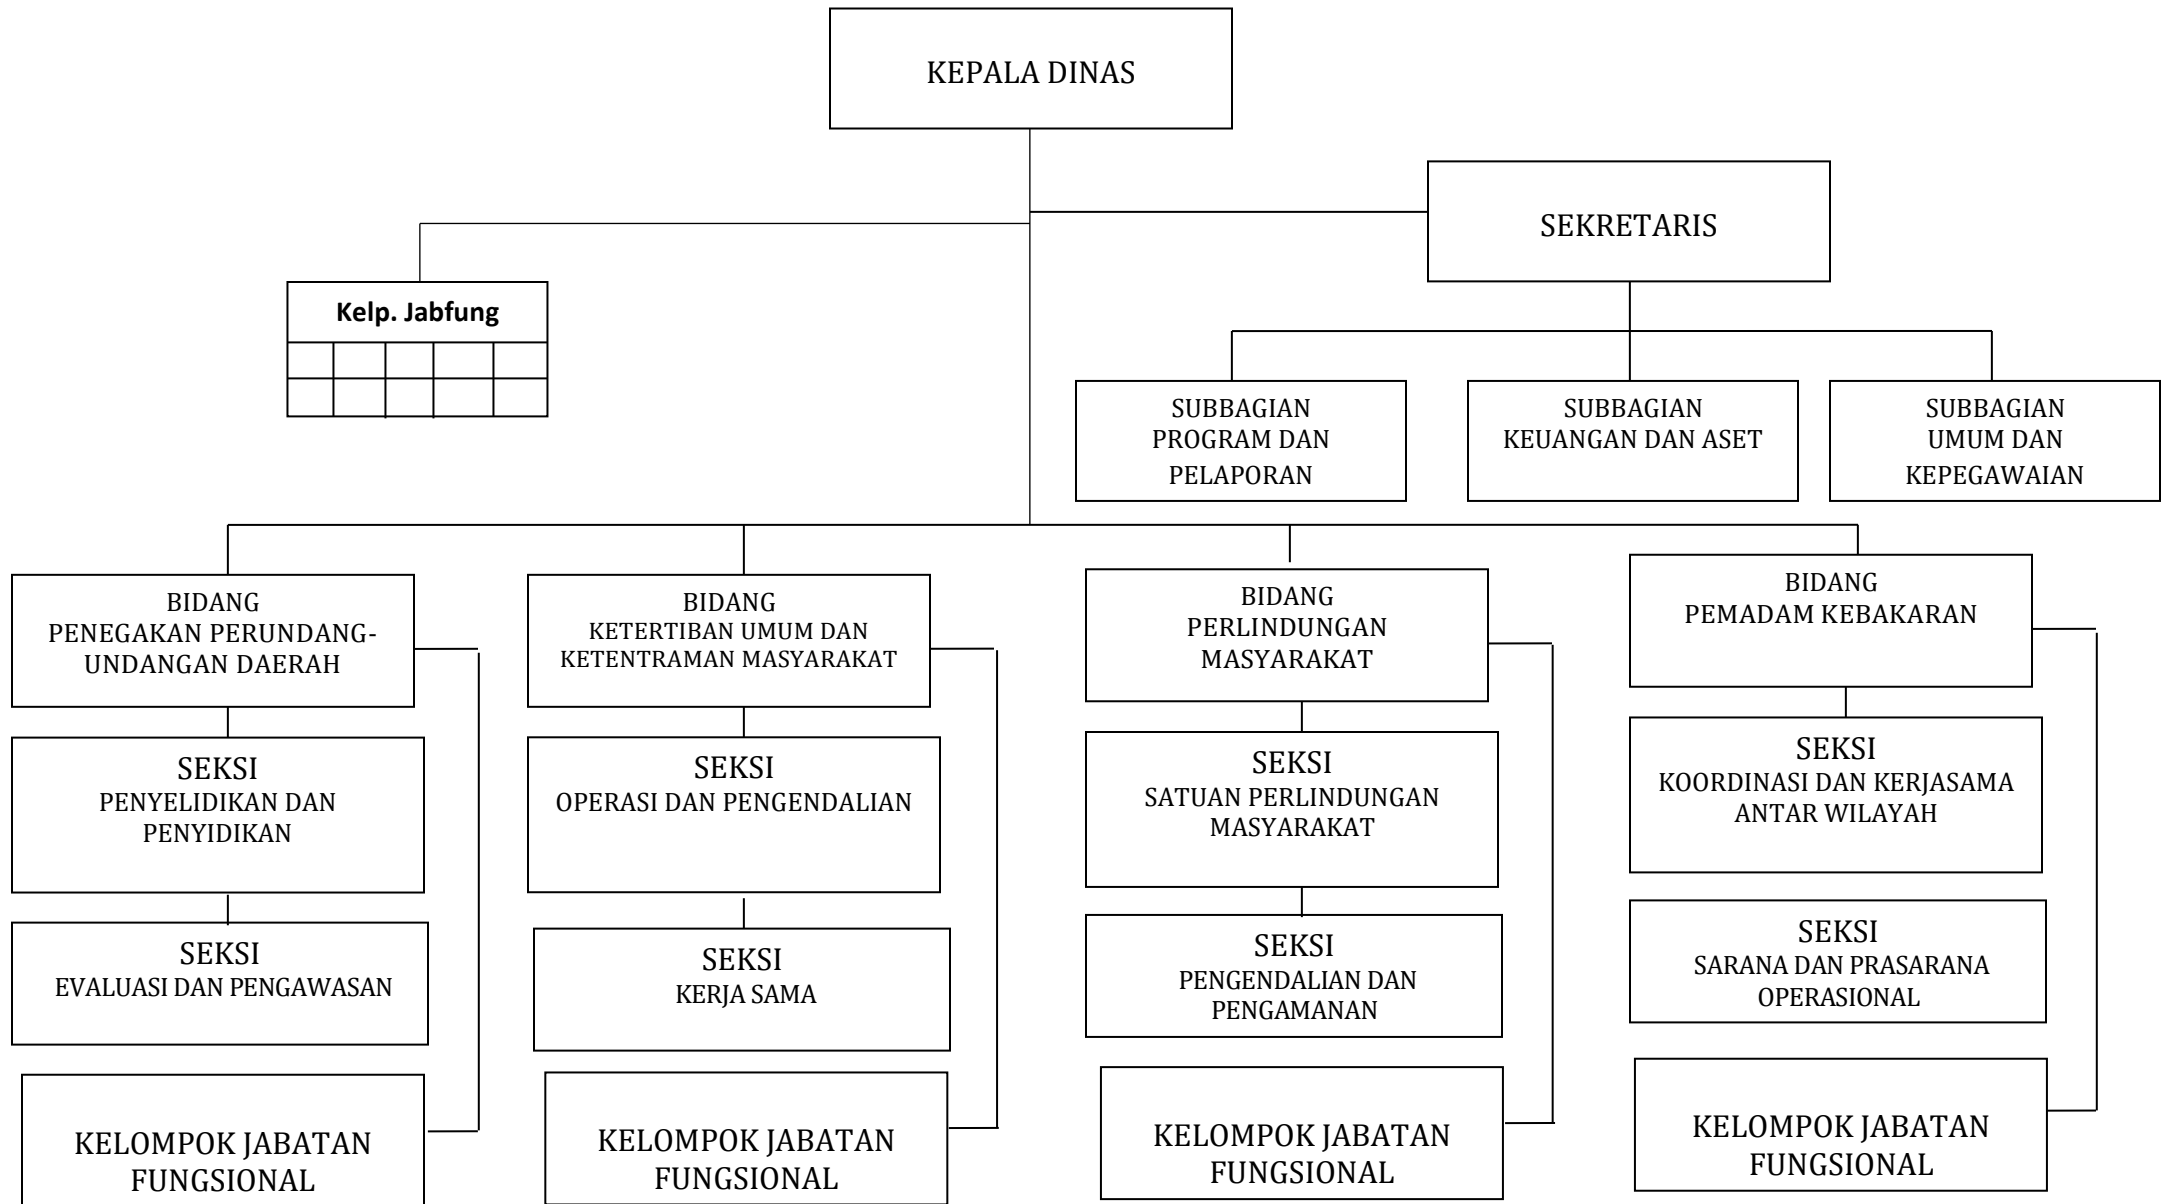 KEPALA DINAS
SEKRETARIS
Kelp. Jabfung
SUBBAGIAN
PROGRAM DAN
PELAPORAN
SUBBAGIAN
KEUANGAN DAN ASET
SUBBAGIAN
UMUM DAN
KEPEGAWAIAN
BIDANG
PENEGAKAN PERUNDANG-
UNDANGAN DAERAH
BIDANG
KETERTIBAN UMUM DAN
KETENTRAMAN MASYARAKAT
BIDANG
PERLINDUNGAN
MASYARAKAT
BIDANG
PEMADAM KEBAKARAN
SEKSI
PENYELIDIKAN DAN
PENYIDIKAN
SEKSI
OPERASI DAN PENGENDALIAN
SEKSI
SATUAN PERLINDUNGAN
MASYARAKAT
SEKSI
KOORDINASI DAN KERJASAMA
ANTAR WILAYAH
SEKSI
EVALUASI DAN PENGAWASAN
SEKSI
KERJA SAMA
SEKSI
PENGENDALIAN DAN
PENGAMANAN
SEKSI
SARANA DAN PRASARANA
OPERASIONAL
KELOMPOK JABATAN
FUNGSIONAL
KELOMPOK JABATAN
FUNGSIONAL
KELOMPOK JABATAN
FUNGSIONAL
KELOMPOK JABATAN
FUNGSIONAL